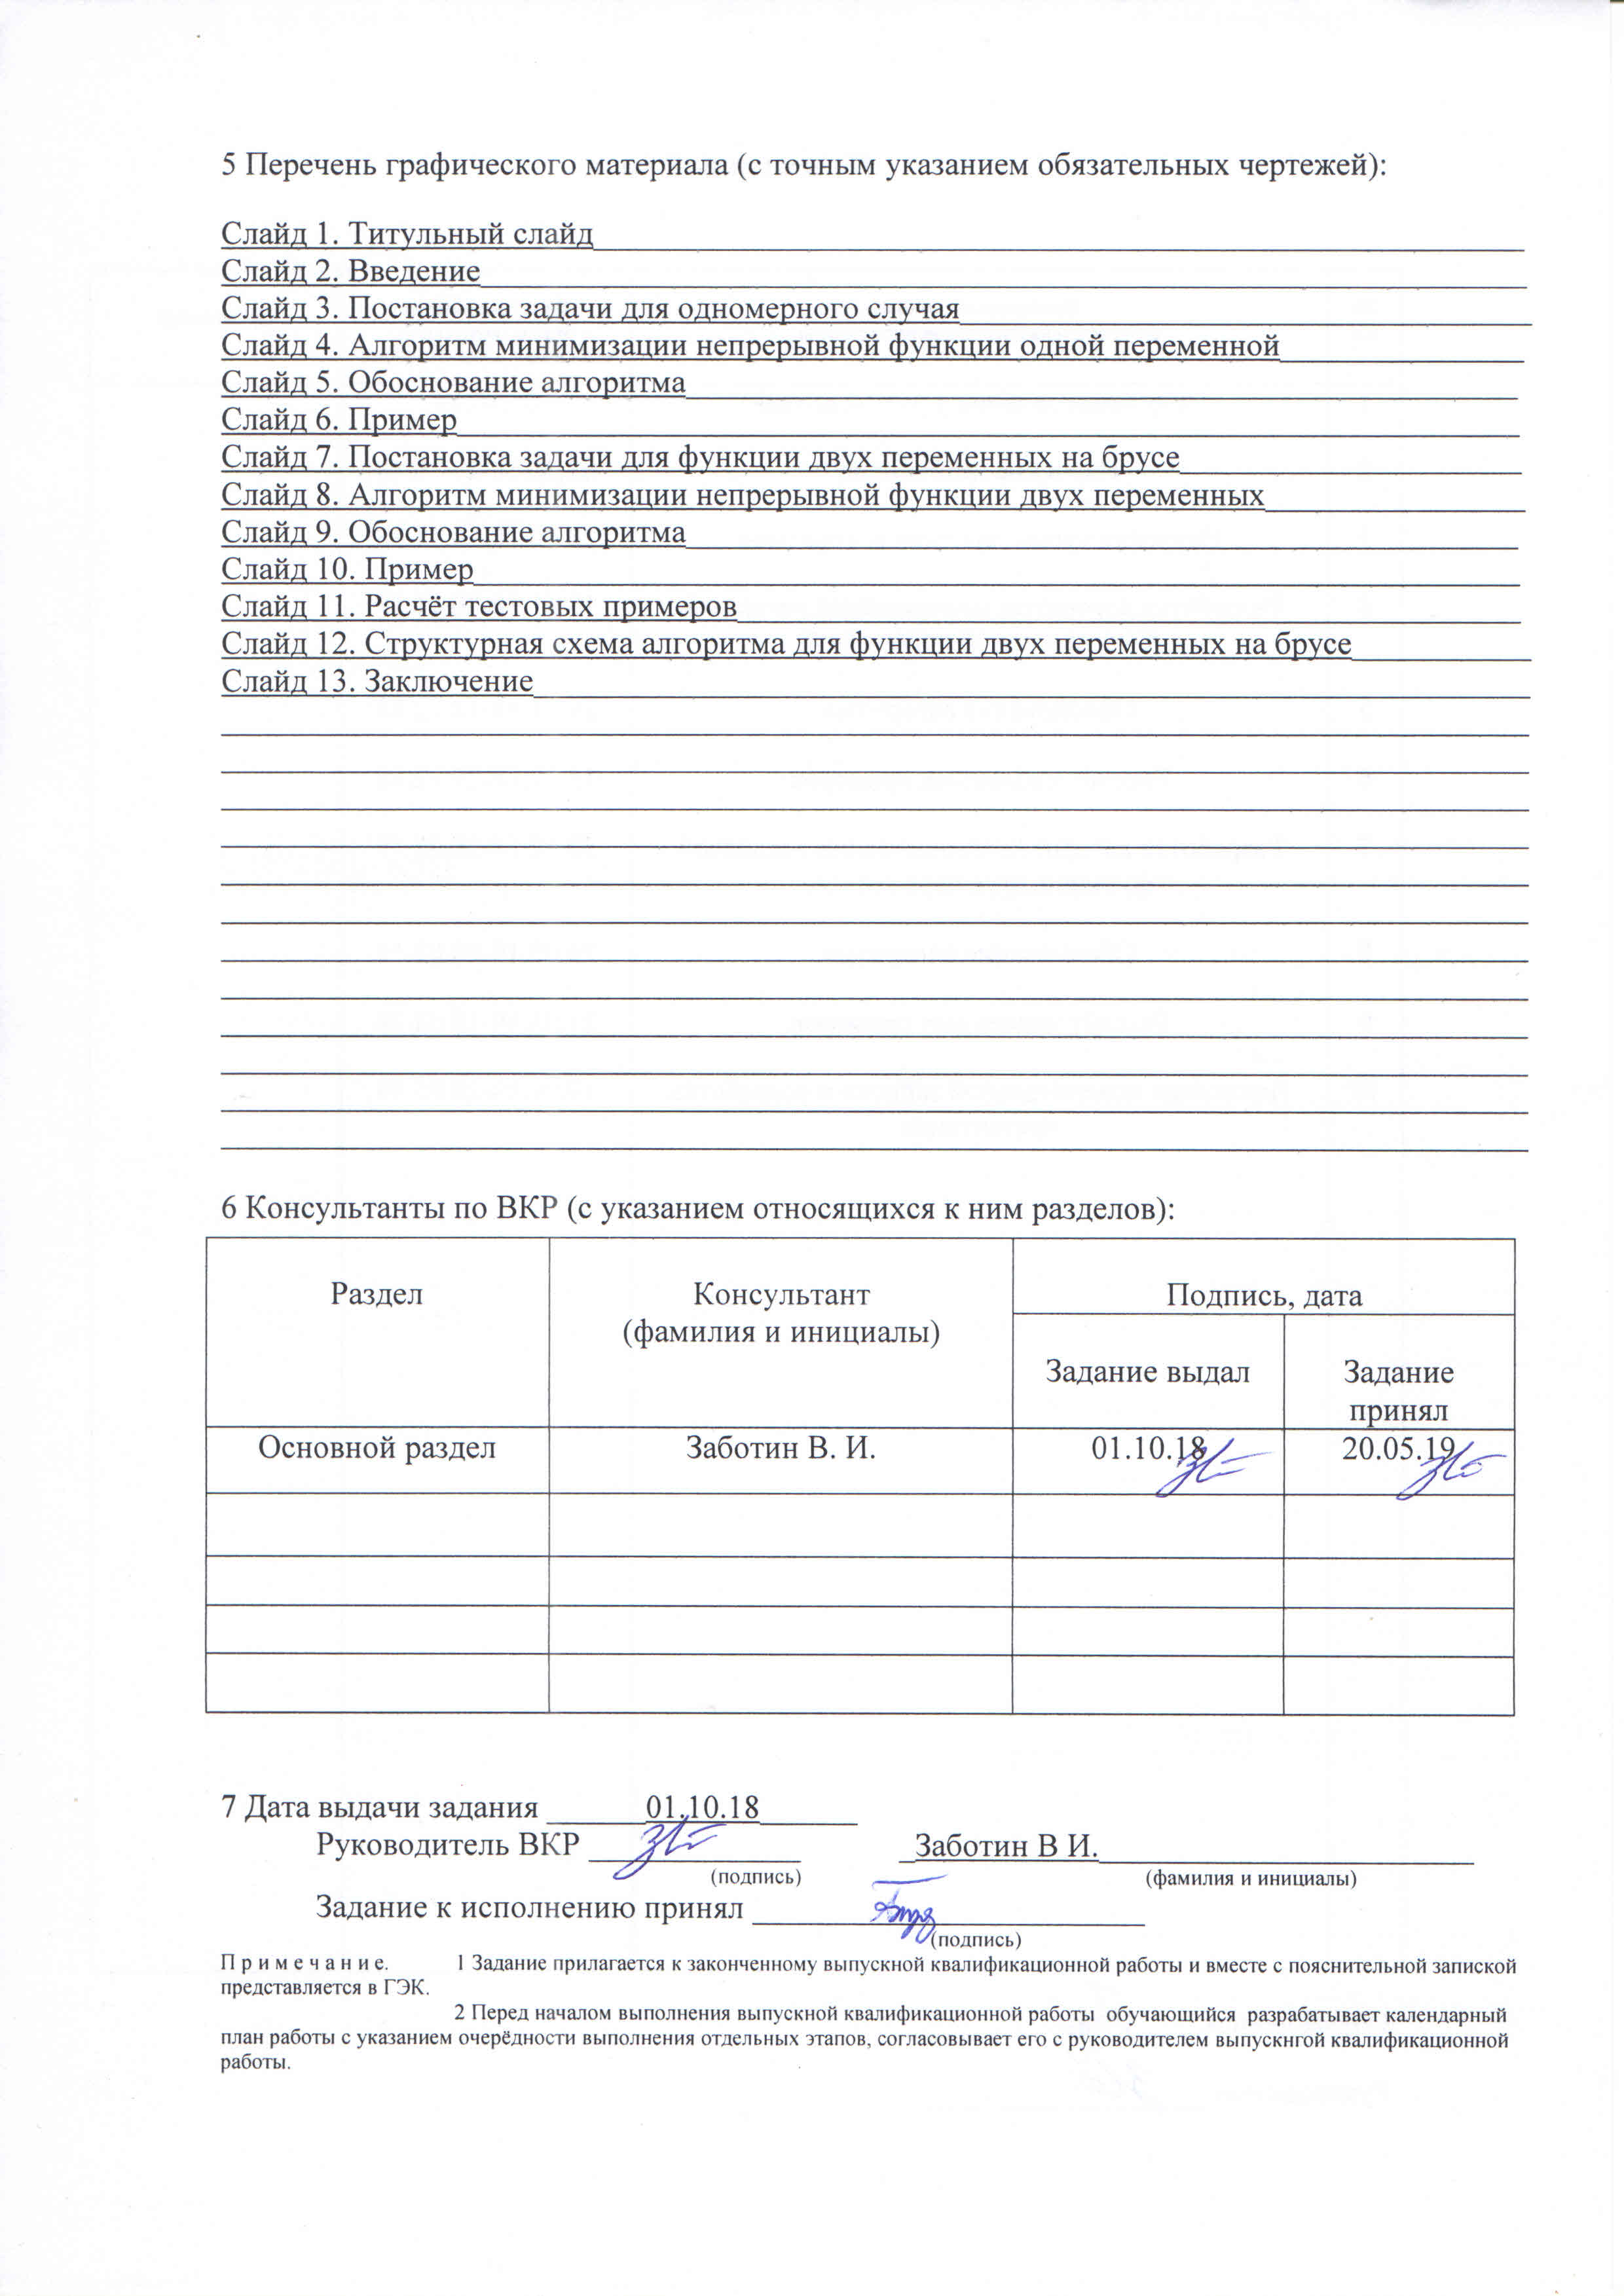 5 Перечень графического материала (с точным указанием обязательных чертежей):
Слайд 1. Титульный слайд
Слайд 2. Введение
Слайд 3. Постановка задачи для одномерного случая
Слайд 4. Алгоритм минимизации непрерывной функции одной переменной
Слайд 5. Обоснование алгоритма
Слайд 6. Пример
Слайд 7. Постановка задачи для функции двух переменных на брусе
Слайд 8. Алгоритм минимизации непрерывной функции двух переменных
Слайд 9. Обоснование алгоритма
Слайд 10. Пример
Слайд 11. Расчёт тестовых примеров
Слайд 12. Структурная схема алгоритма для функции двух переменных на брусе
Слайд 13. Заключение
6 Консультанты по ВКР (с указанием относящихся к ним разделов):
Раздел
Консультант
(фамилия и инициалы)
Подпись, дата
Задание выдал
Задание
принял
Основной раздел
Заботин В. И.
01.10.18
20.05.19
7 Дата выдачи задания 01.10.18
Руководитель ВКР Заботин В И.
(подпись) (фамилия и инициалы)
Задание к исполнению принял
(подпись)
П р и м е ч а н и е. 1 Задание прилагается к законченному выпускной квалификационной работы и вместе с пояснительной запиской
представляется в ГЭК.
2 Перед началом выполнения выпускной квалификационной работы обучающийся разрабатывает календарный
план работы с указанием очерёдности выполнения отдельных этапов, согласовывает его с руководителем выпускнгой квалификационной
работы.